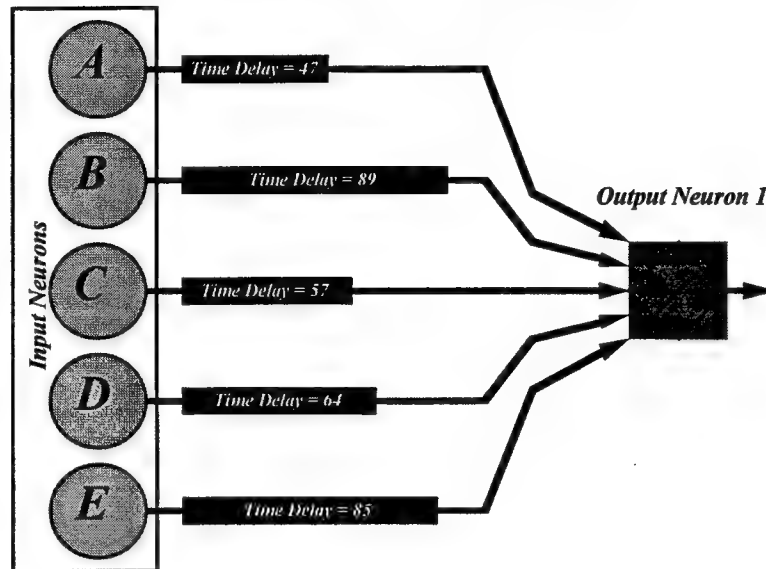 A
Time Delay = 47
B
Time Delay = 89
Output Neuron 1
Input Neurons
C
Time Delay = 57
D
Time Delay = 64
E
Time Delay = 85